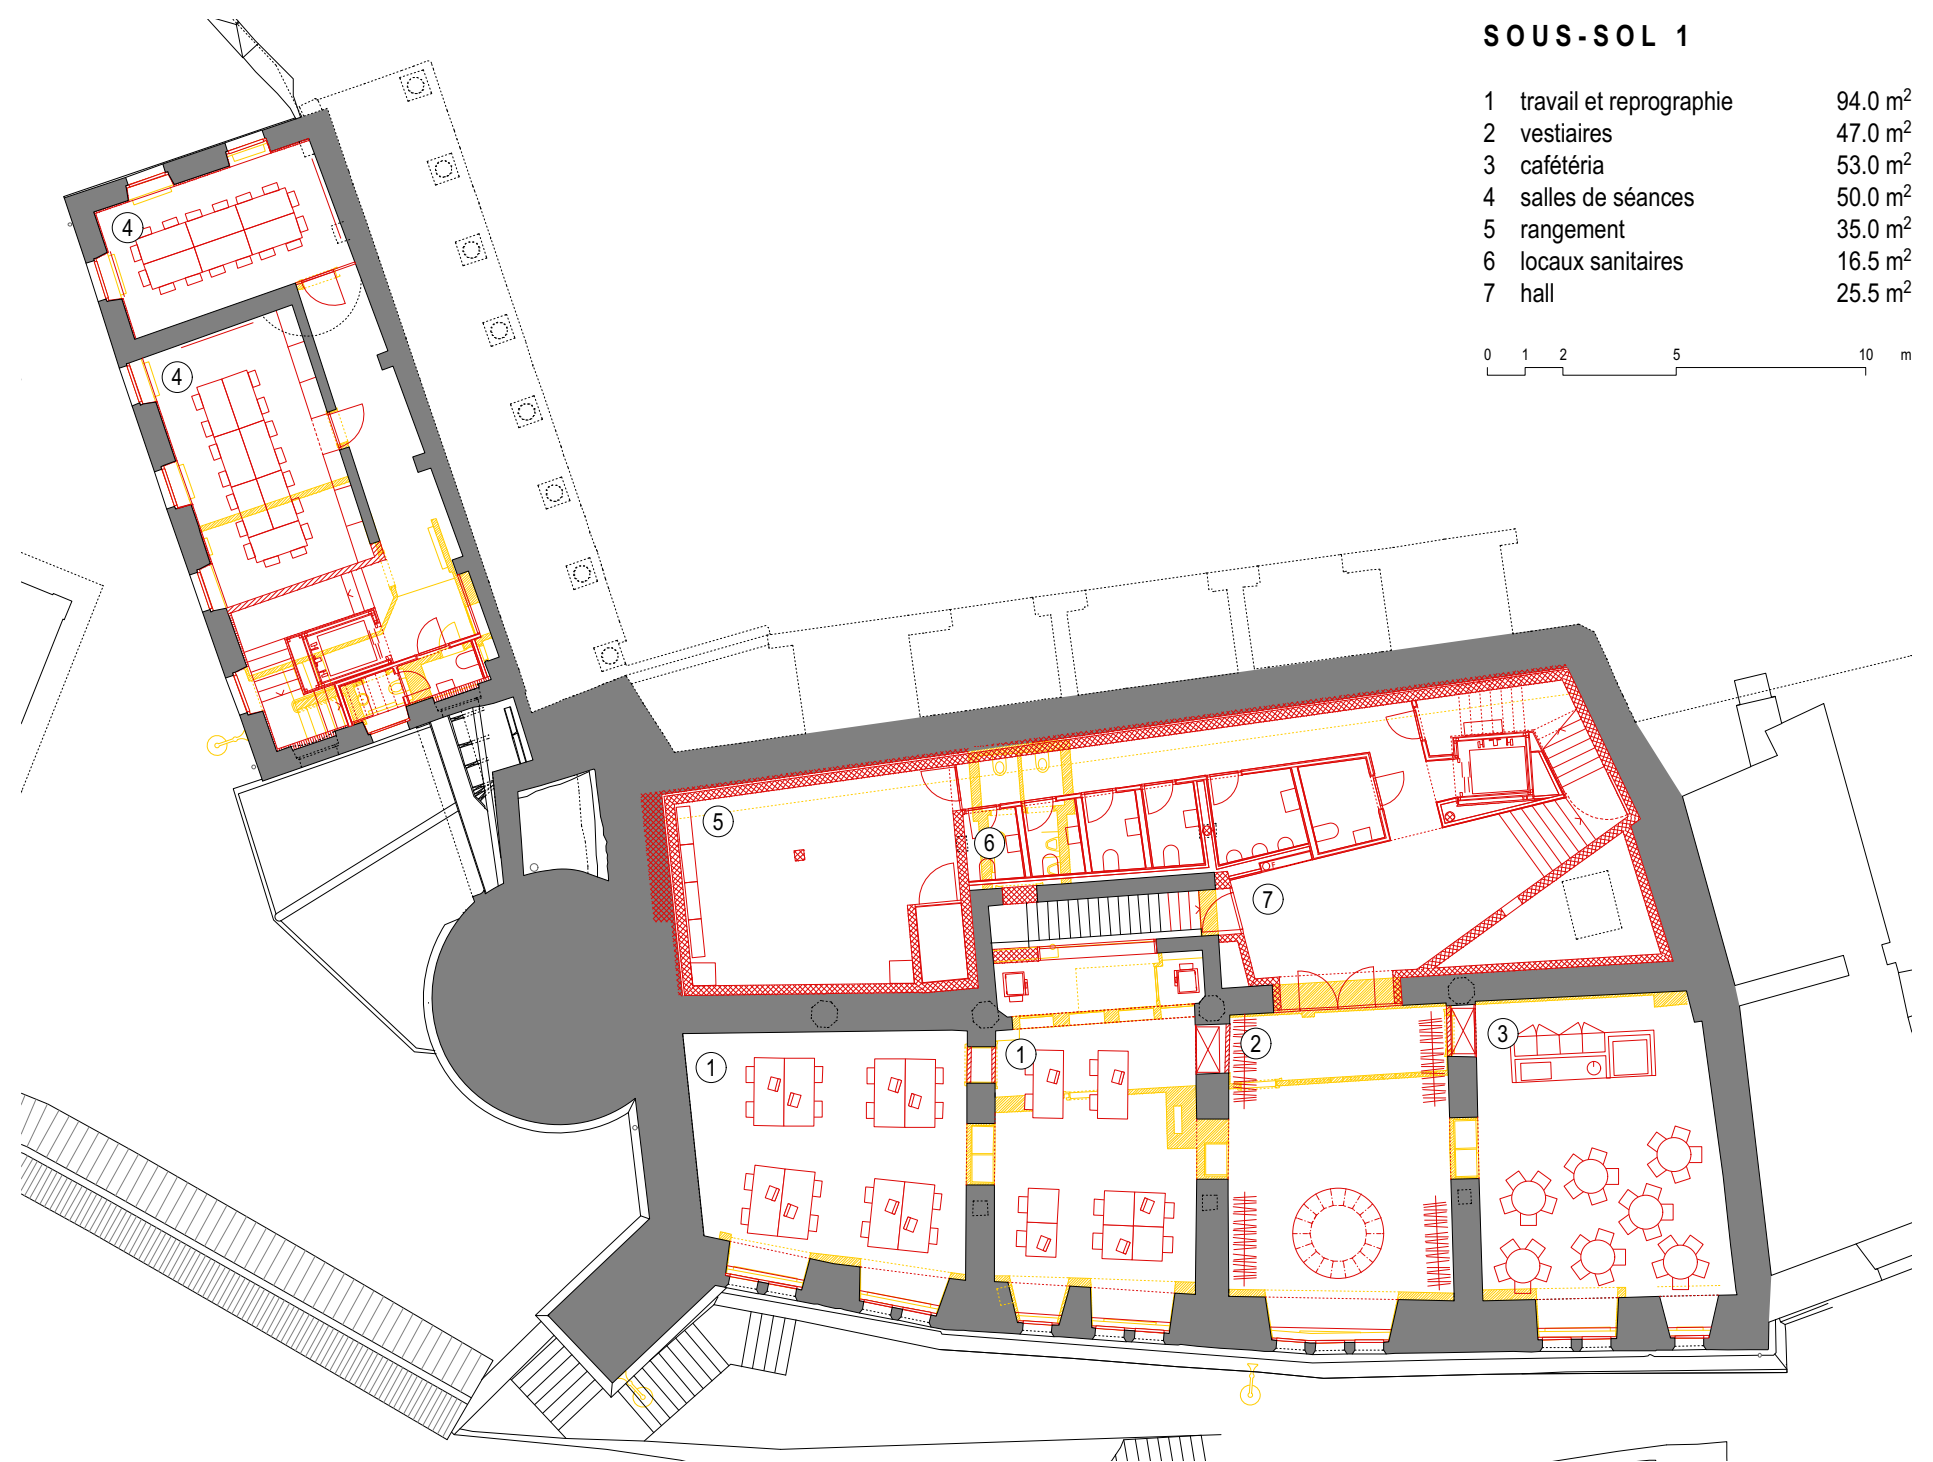 SOUS-SOL 1
1 travail et reprographie 94.0 m²
2 vestiaires 47.0 m²
3 cafétéria 53.0 m²
4 salles de séances 50.0 m²
5 rangement 35.0 m²
6 locaux sanitaires 16.5 m²
7 hall 25.5 m²
0 1 2 5 10 m
4
4
5
6
7
1
1
2
3